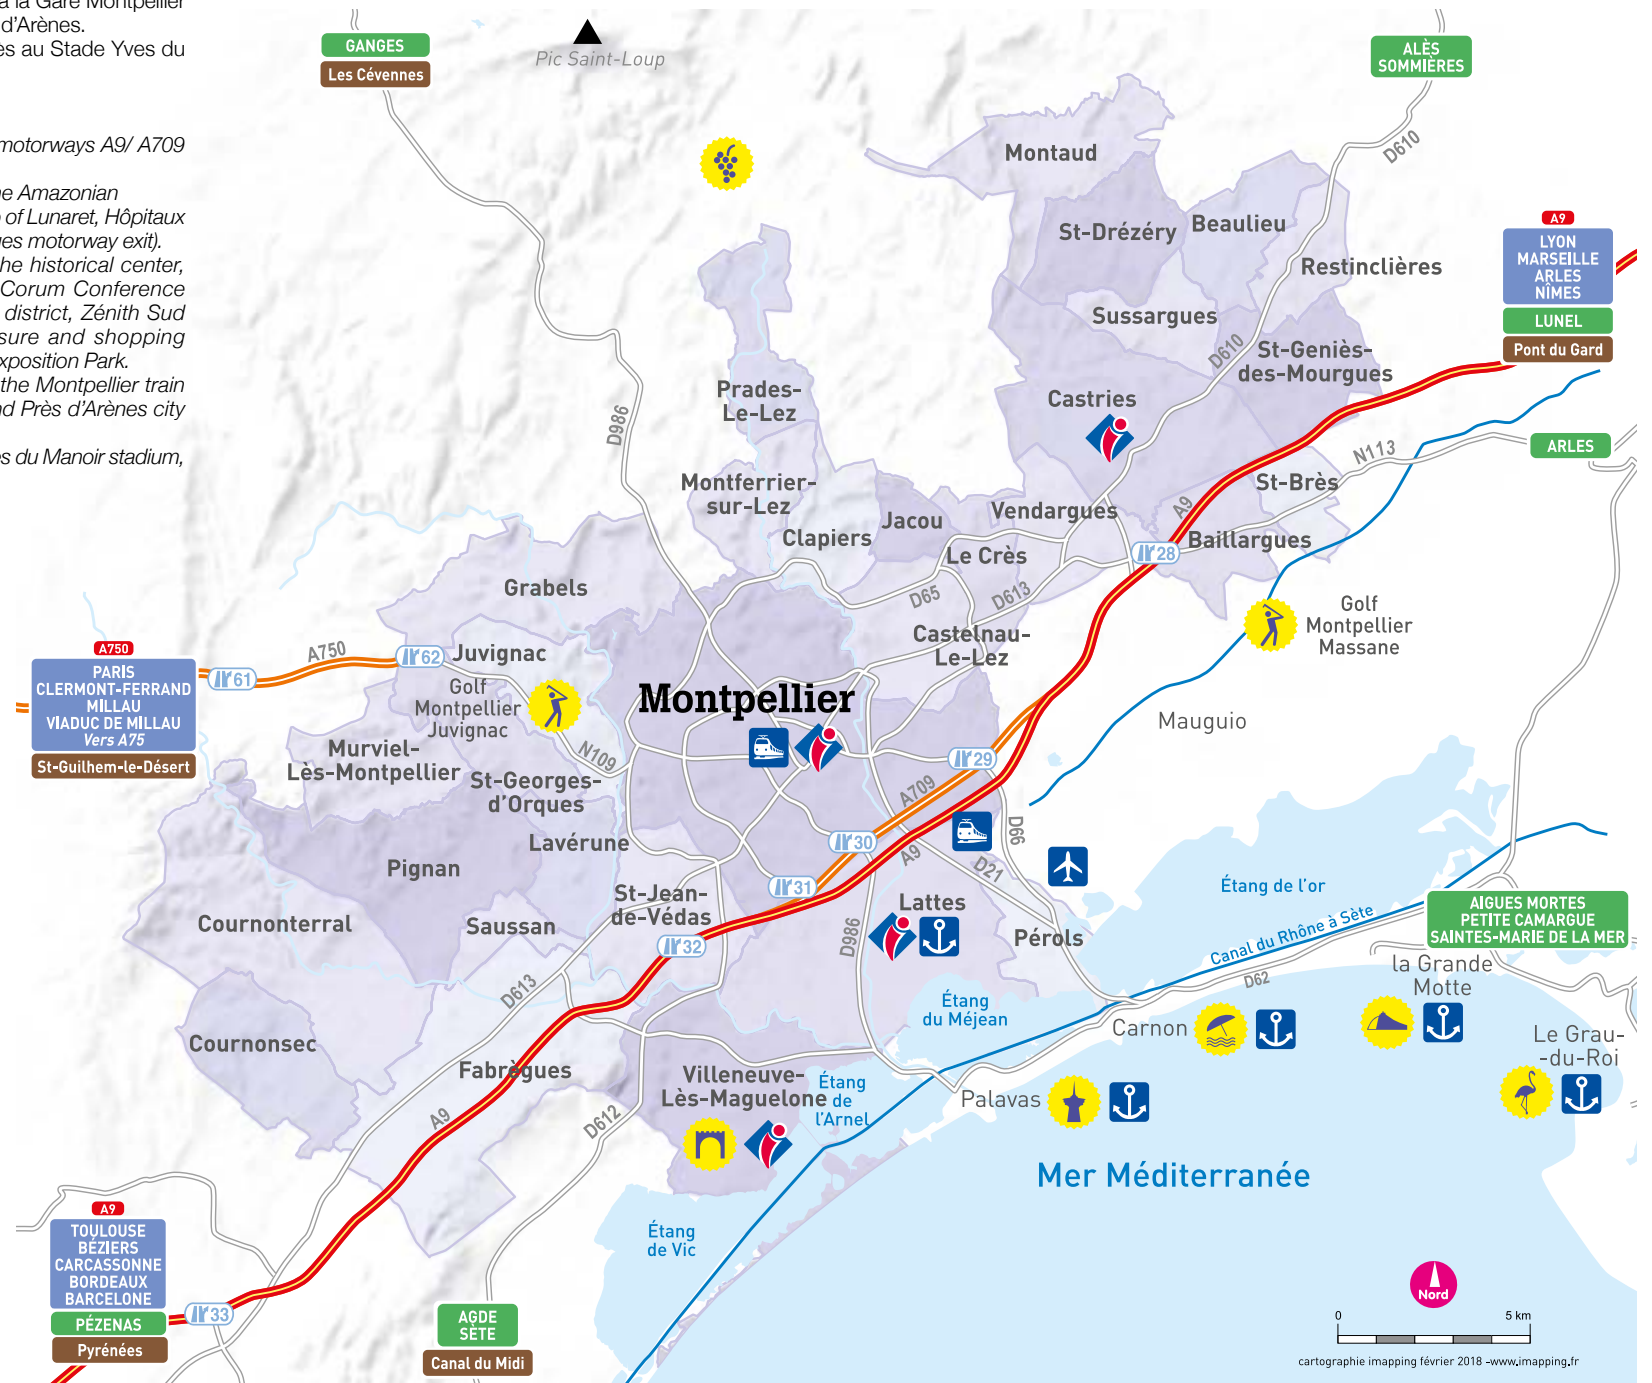 à la Gare Montpellier
d'Arènes.
es au Stade Yves du
motorways A9/ A709
ne Amazonian
of Lunaret, Hôpitaux
ues motorway exit).
the historical center,
Corum Conference
district, Zénith Sud
sure and shopping
xposition Park.
the Montpellier train
nd Près d'Arènes city
es du Manoir stadium,
GANGES
Les Cévennes
Pic Saint-Loup
ALÈS
SOMMIÈRES
D610
Montaud
St-Drézéry
Beaulieu
Restinclières
A9
LYON
MARSEILLE
ARLES
NÎMES
LUNEL
Pont du Gard
Sussargues
D610
St-Geniès-
des-Mourgues
Castries
Prades-
Le-Lez
D986
N113
ARLES
Montferrier-
sur-Lez
St-Brès
Jacou
Vendargues
A9
Clapiers
Le Crès
28
Baillargues
Grabels
D65
D613
Golf
Montpellier
Massane
Castelnau-
Le-Lez
A750
PARIS
CLERMONT-FERRAND
MILLAU
VIADUC DE MILLAU
Vers A75
St-Guilhem-le-Désert
61
A750
62
Juvignac
Golf
Montpellier
Juvignac
Montpellier
Mauguio
Murviel-
Lès-Montpellier
N109
St-Georges-
d'Orques
29
A709
Lavérune
30
D66
A9
Pignan
31
D21
Étang de l'or
St-Jean-
de-Védas
Lattes
Cournonterral
Saussan
32
D986
Pérols
Canal du Rhône à Sète
AIGUES MORTES
PETITE CAMARGUE
SAINTES-MARIE DE LA MER
D62
la Grande
Motte
D613
Étang
du Méjean
Carnon
Cournonsec
Le Grau-
-du-Roi
Fabrègues
Villeneuve-
Lès-Maguelone
Étang
de
l'Arnel
Palavas
A9
D612
Mer Méditerranée
Étang
de Vic
A9
TOULOUSE
BÉZIERS
CARCASSONNE
BORDEAUX
BARCELONE
PÉZENAS
Pyrénées
33
AGDE
SÈTE
Canal du Midi
Nord
0 5 km
cartographie imapping février 2018 -www.imapping.fr